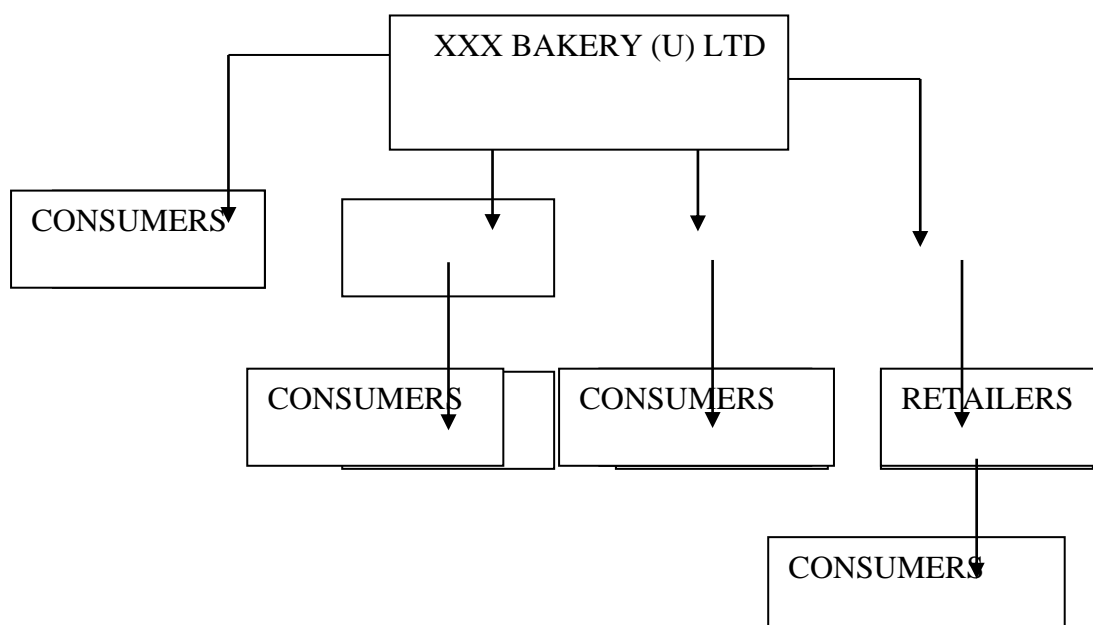 XXX BAKERY (U) LTD
CONSUMERS
CONSUMERS
CONSUMERS
RETAILERS
CONSUMERS